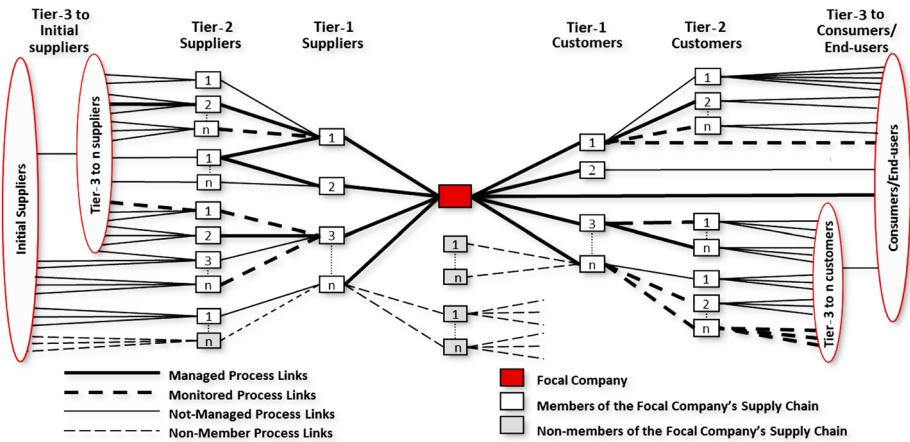 Tier-3 to
Initial
suppliers
Tier-2
Suppliers
Tier-1
Suppliers
Tier-1
Customers
Tier-2
Customers
Tier-3 to
Consumers/
End-users
Initial Suppliers
Tier-3 to n suppliers
1
2
n
1
n
1
2
3
n
1
n
1
2
3
n
1
n
1
n
1
2
3
n
1
2
n
1
n
1
2
n
Tier-3 to n customers
Consumers/End-users
Managed Process Links
Monitored Process Links
Not-Managed Process Links
Non-Member Process Links
Focal Company
Members of the Focal Company's Supply Chain
Non-members of the Focal Company's Supply Chain